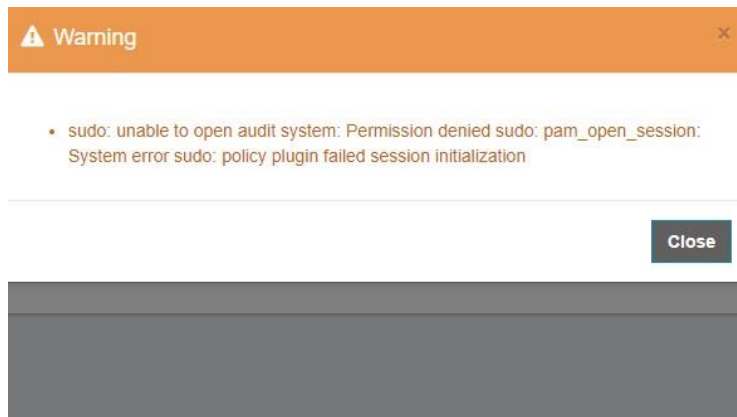 Warning
×
• sudo: unable to open audit system: Permission denied sudo: pam_open_session:
System error sudo: policy plugin failed session initialization
Close